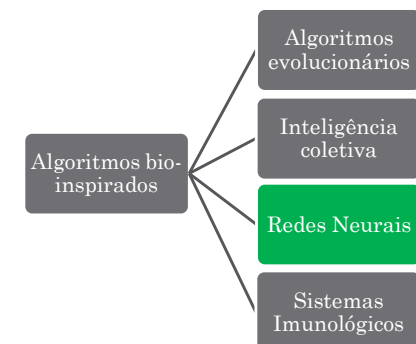 Algoritmos bio-
inspirados
Algoritmos
evolucionários
Inteligência
coletiva
Redes Neurais
Sistemas
Imunológicos